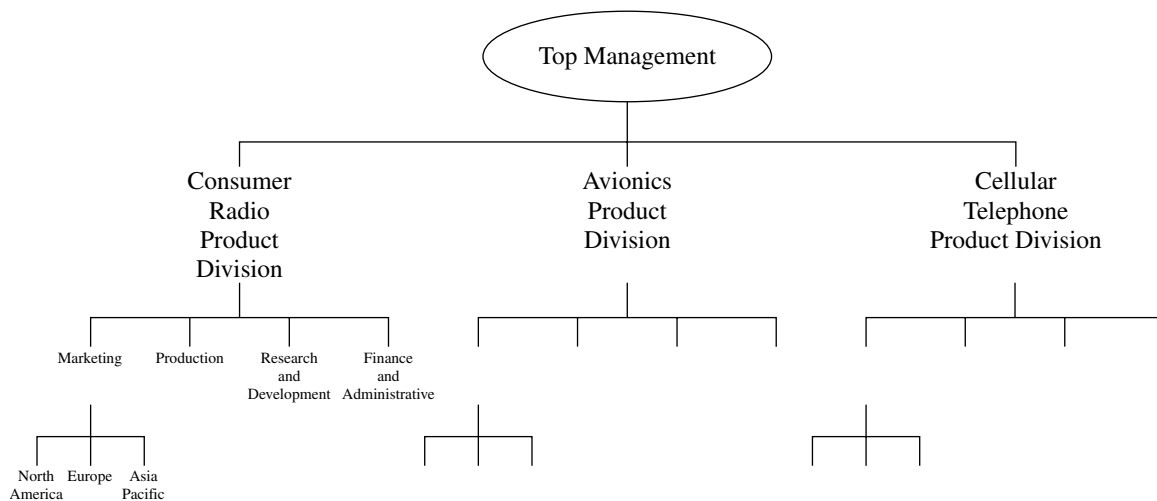 Top Management
Consumer
Radio
Product
Division
Avionics
Product
Division
Cellular
Telephone
Product Division
Marketing
Production
Research
and
Development
Finance
and
Administrative
North
America
Europe
Asia
Pacific